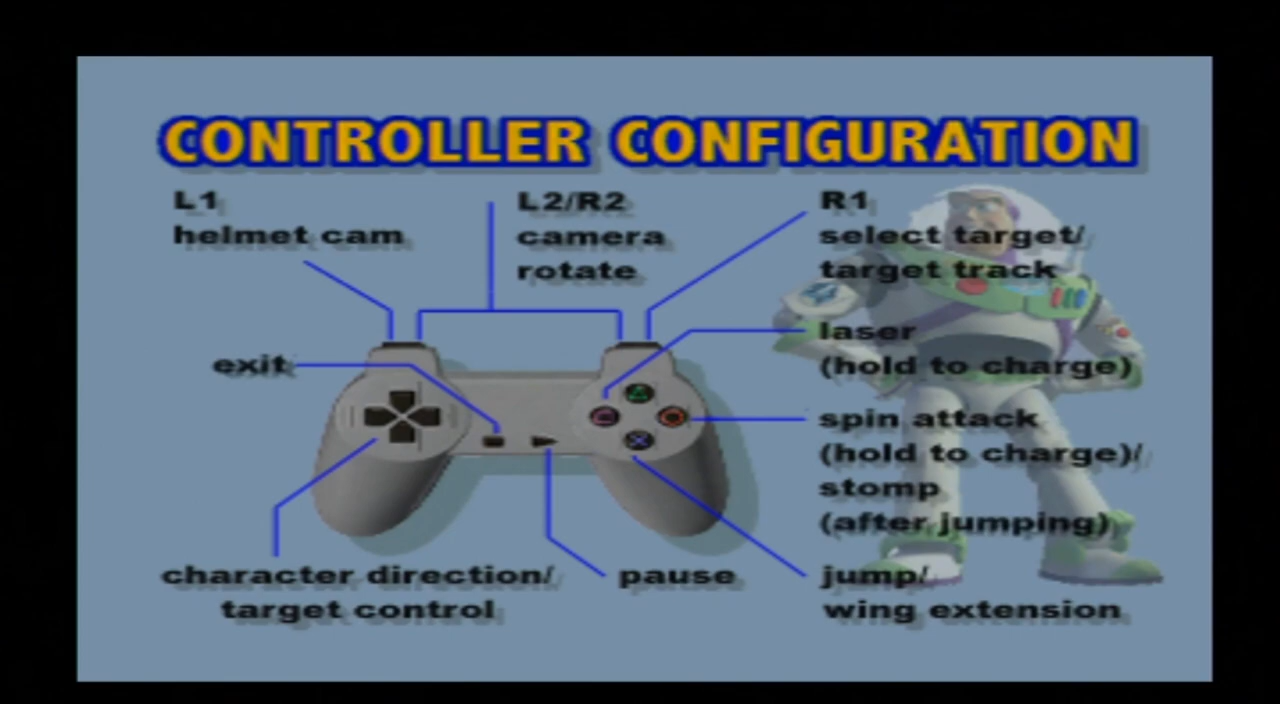 CONTROLLER CONFIGURATION
L1
helmet cam
L2/R2
camera
rotate
R1
select target/
target track
laser
(hold to charge)
exit
spin attack
(hold to charge)/
stomp
(after jumping)
character direction/
target control
pause
jump/
wing extension